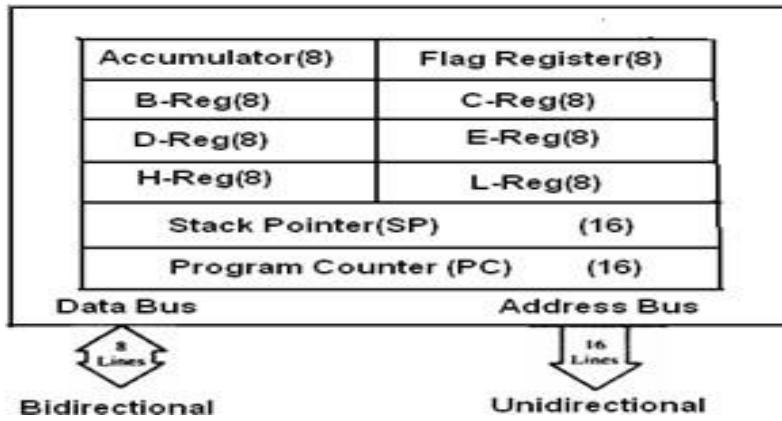 Accumulator(8) Flag Register(8)
B-Reg(8) C-Reg(8)
D-Reg(8) E-Reg(8)
H-Reg(8) L-Reg(8)
Stack Pointer(SP) (16)
Program Counter (PC) (16)
Data Bus Address Bus
8 16
Lines Lines
Bidirectional Unidirectional